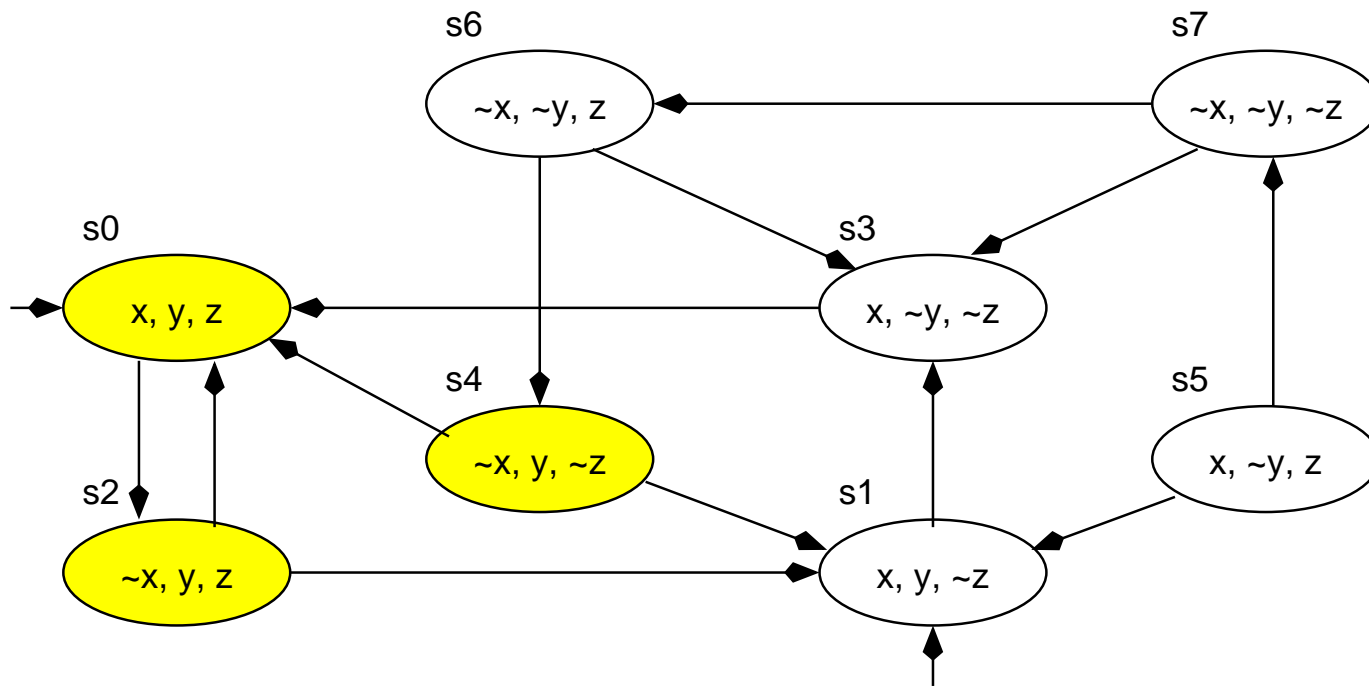 s6
s7
~x, ~y, z
~x, ~y, ~z
s0
s3
x, y, z
x, ~y, ~z
s4
s5
~x, y, ~z
x, ~y, z
s2
s1
~x, y, z
x, y, ~z